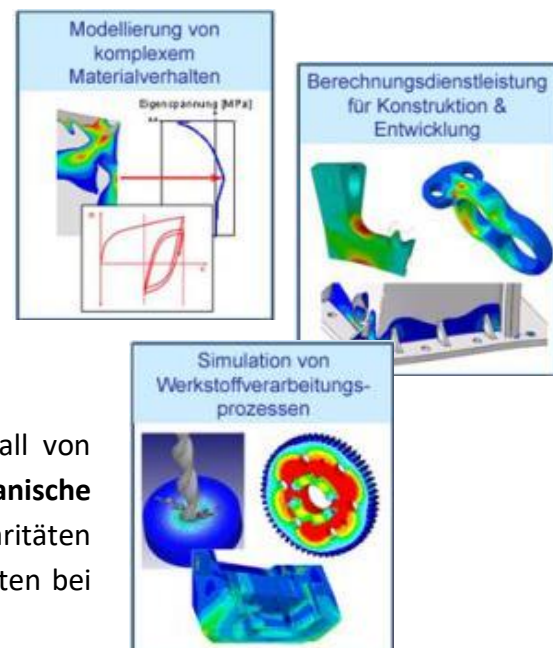 Modellierung von
komplexem
Materialverhalten
Eigenspannung [MPa]
Berechnungsdienstleistung
für Konstruktion &
Entwicklung
Simulation von
Werkstoffverarbeitungs-
prozessen
all von
anische
aritäten
ten bei